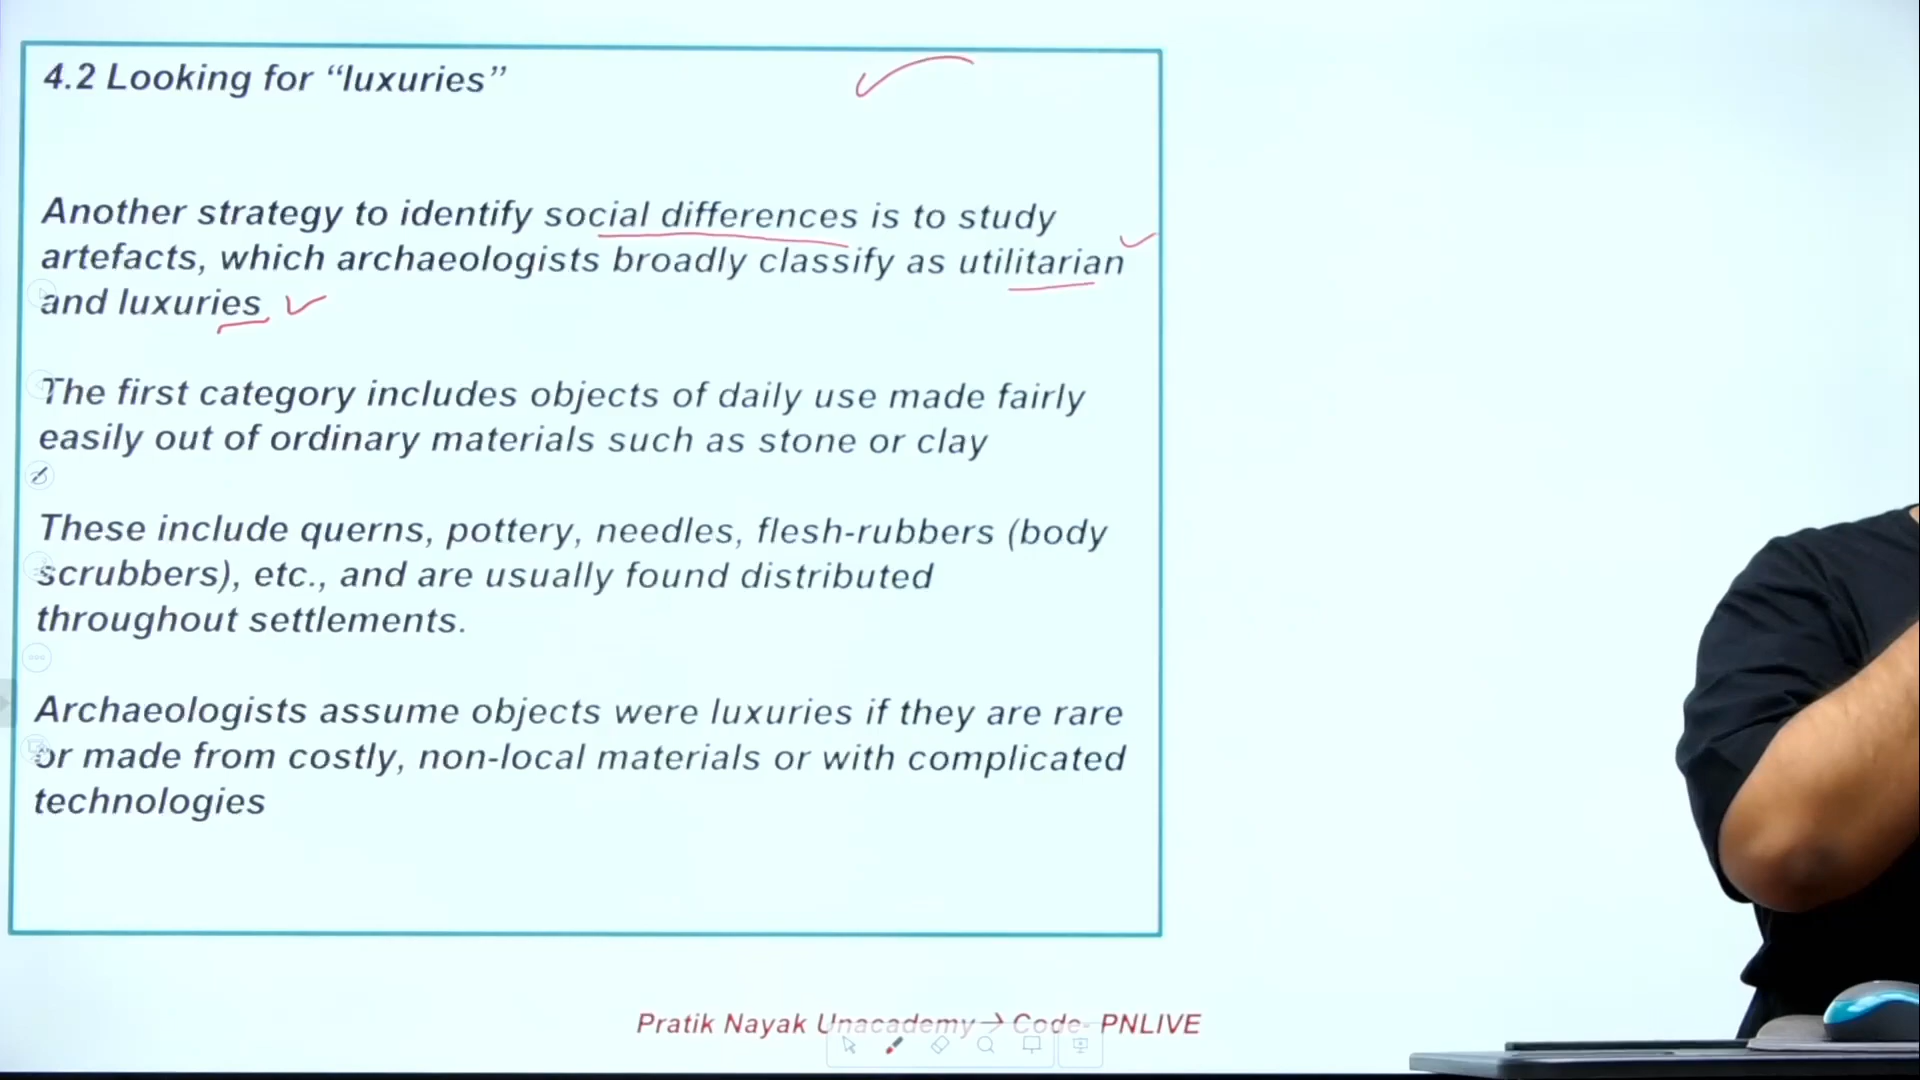 4.2 Looking for “luxuries”
Another strategy to identify social differences is to study
artefacts, which archaeologists broadly classify as utilitarian
and luxuries
The first category includes objects of daily use made fairly
easily out of ordinary materials such as stone or clay
These include querns, pottery, needles, flesh-rubbers (body
scrubbers), etc., and are usually found distributed
throughout settlements.
Archaeologists assume objects were luxuries if they are rare
or made from costly, non-local materials or with complicated
technologies
Pratik Nayak Unacademy→ Code- PNLIVE